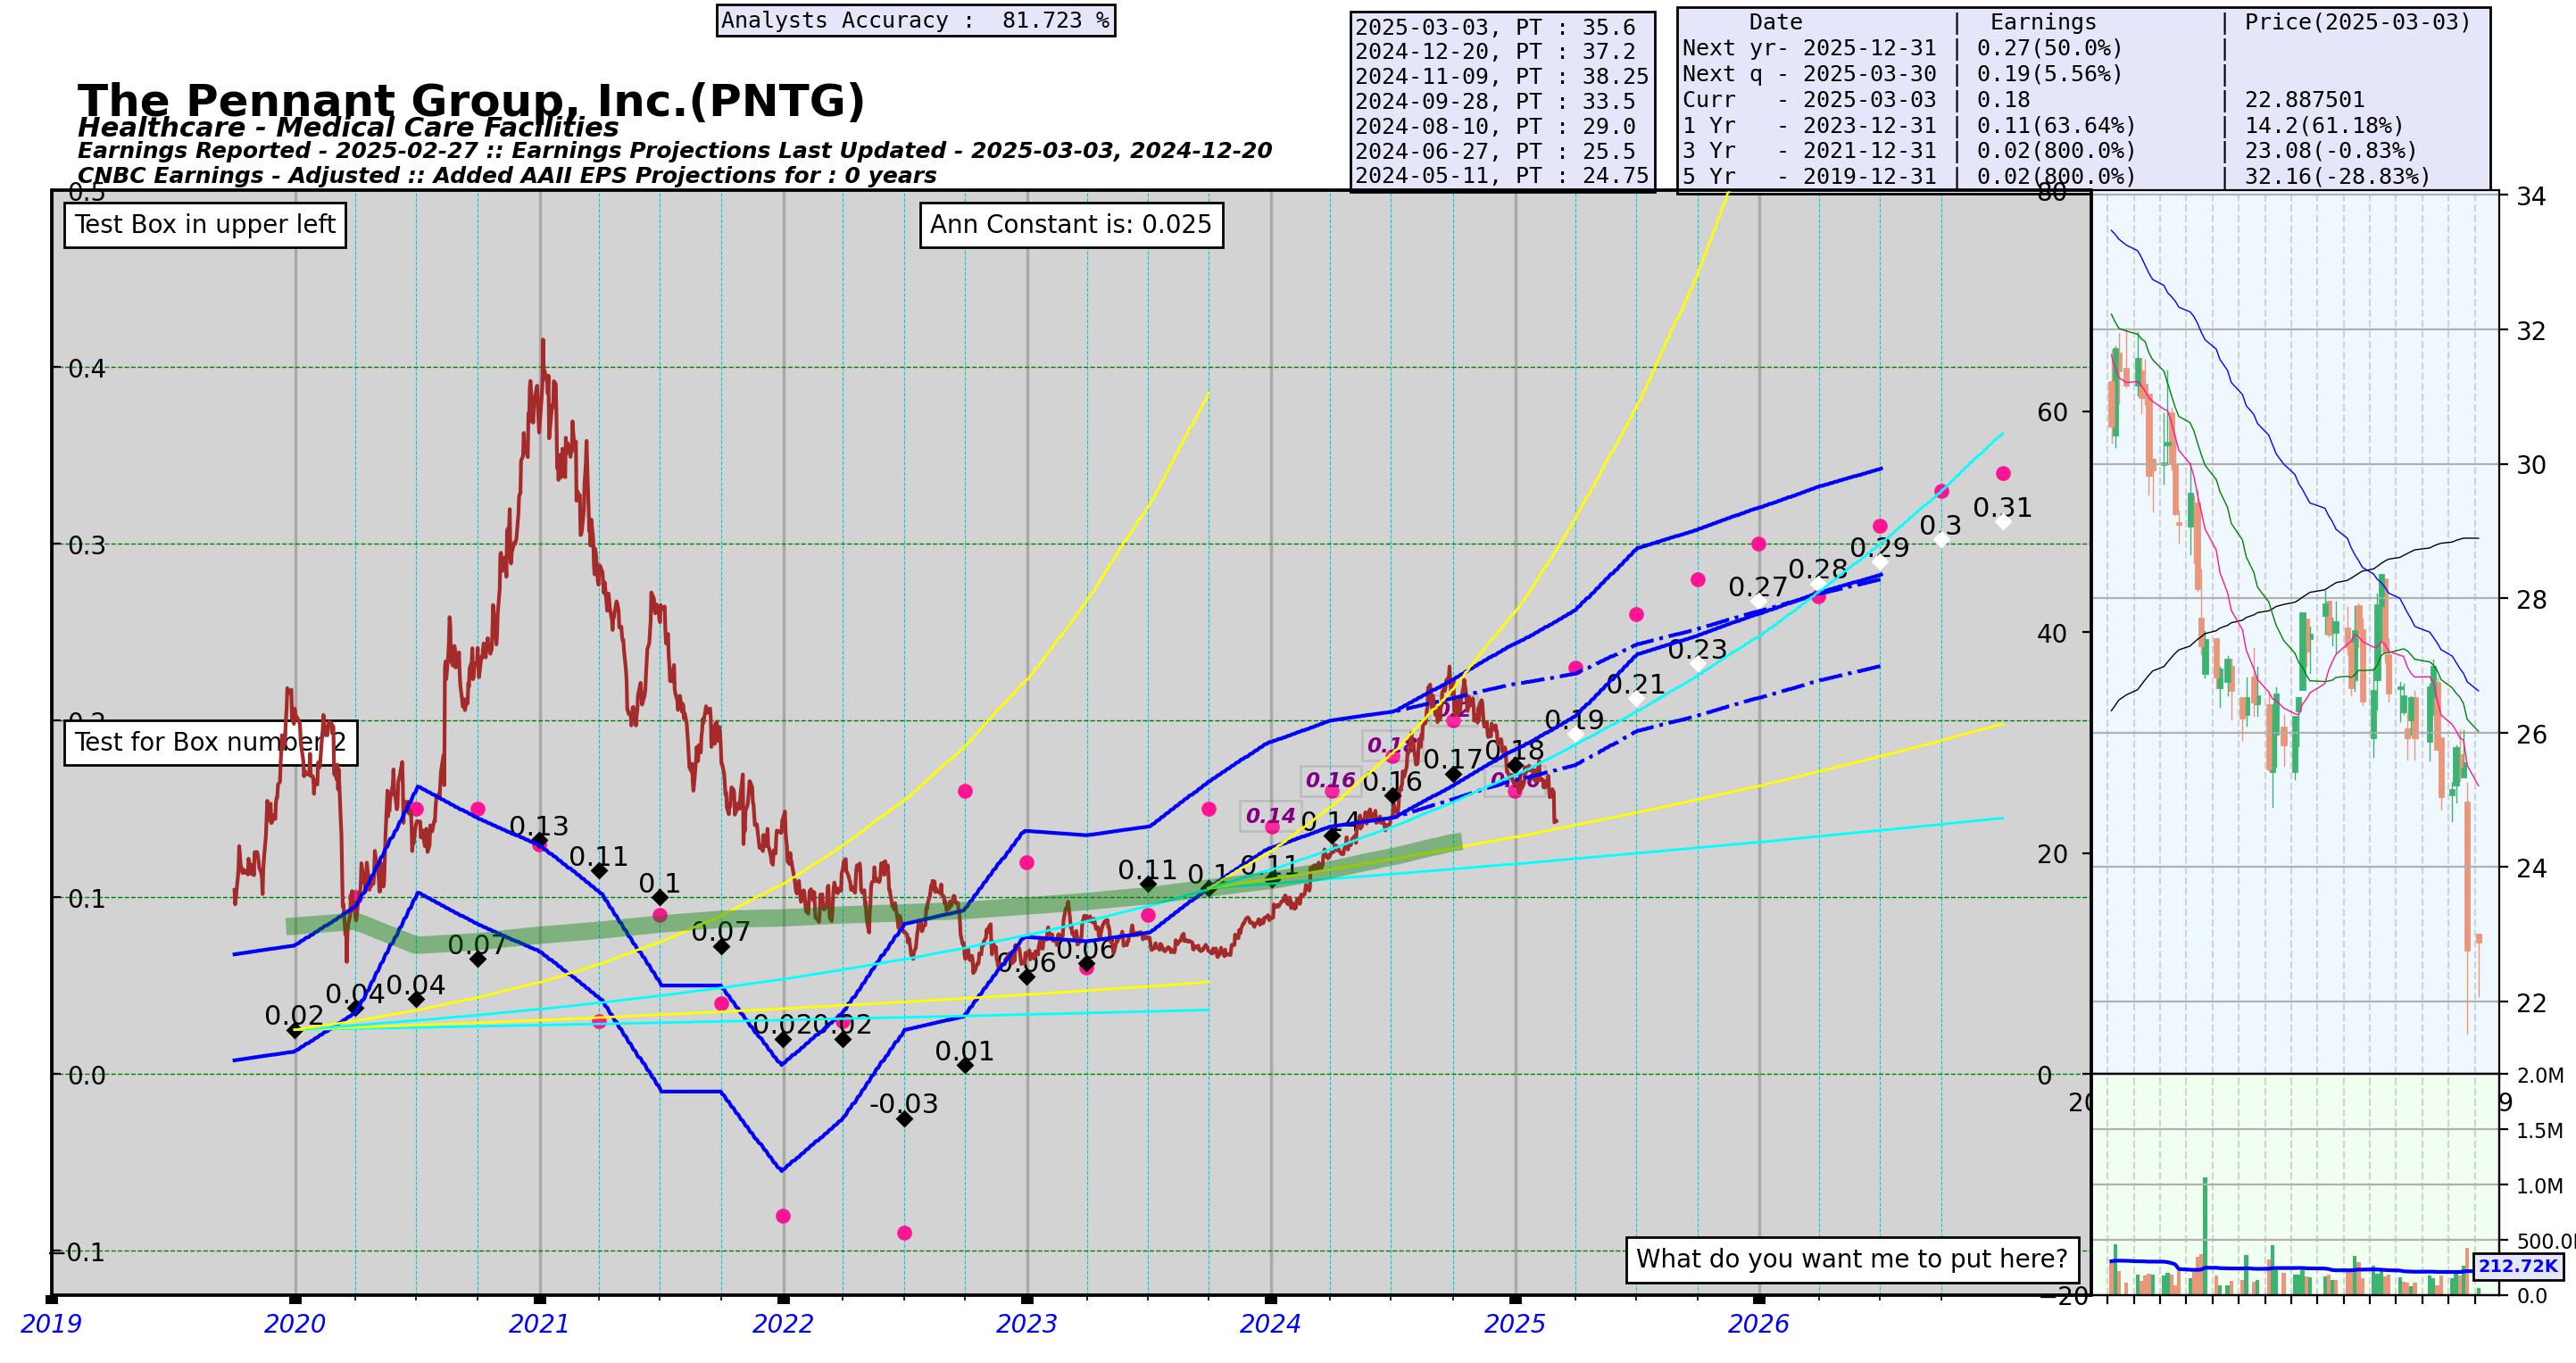 Analysts Accuracy :  81.723 %
The Pennant Group, Inc.(PNTG)
Healthcare - Medical Care Facilities
Earnings Reported - 2025-02-27 :: Earnings Projections Last Updated - 2025-03-03, 2024-12-20
CNBC Earnings - Adjusted :: Added AAII EPS Projections for : 0 years
2025-03-03, PT : 35.6
2024-12-20, PT : 37.2
2024-11-09, PT : 38.25
2024-09-28, PT : 33.5
2024-08-10, PT : 29.0
2024-06-27, PT : 25.5
2024-05-11, PT : 24.75
Date | Earnings | Price(2025-03-03)
Next yr- 2025-12-31 | 0.27(50.0%) |
Next q - 2025-03-30 | 0.19(5.56%) |
Curr - 2025-03-03 | 0.18 | 22.887501
1 Yr - 2023-12-31 | 0.11(63.64%) | 14.2(61.18%)
3 Yr - 2021-12-31 | 0.02(800.0%) | 23.08(-0.83%)
5 Yr - 2019-12-31 | 0.02(800.0%) | 32.16(-28.83%)
Test Box in upper left
Ann Constant is: 0.025
Test for Box number 2
What do you want me to put here?
0.5
0.4
0.3
0.2
0.1
0.0
−0.1
80
60
40
20
0
−20
0.02
0.04
0.04
0.07
0.13
0.11
0.1
0.07
0.02
0.02
-0.03
0.01
0.06
0.06
0.11
0.1
0.11
0.14
0.16
0.17
0.18
0.19
0.21
0.23
0.27
0.28
0.29
0.3
0.31
0.14
0.16
0.18
0.2
34
32
30
28
26
24
22
2.0M
1.5M
1.0M
212.72K
0.0
2019
2020
2021
2022
2023
2024
2025
2026